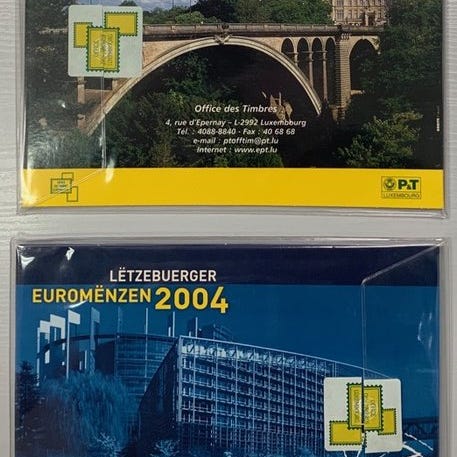 Office des Timbres
4, rue d'Epernay – L-2992 Luxembourg
Tél. : 4088-8840 - Fax : 40 68 68
e-mail : ptofftim@pt.lu
internet : www.ept.lu
P&T
LUXEMBOURG
LËTZEBUERGER
EUROMËNZEN 2004